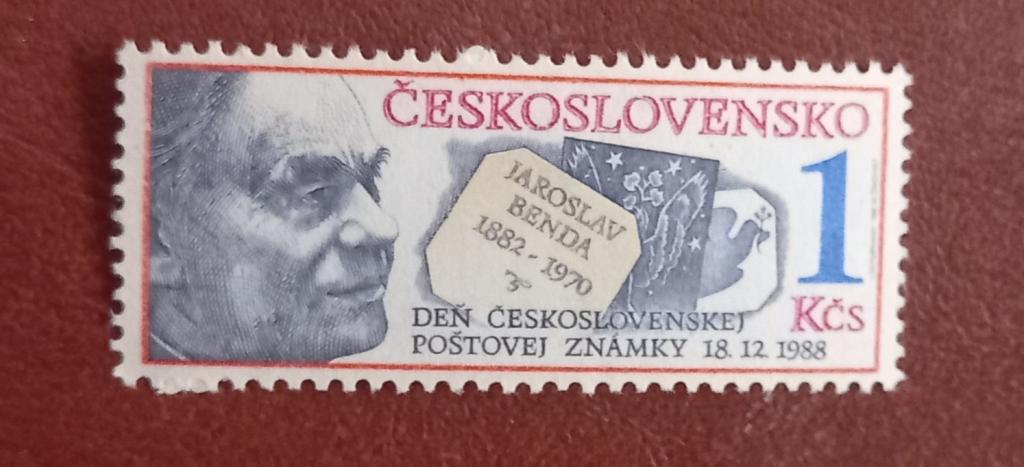 ČESKOSLOVENSKO
1
Kčs
JAROSLAV
BENDA
1882 - 1970
DEŇ ČESKOSLOVENSKEJ
POŠTOVEJ ZNÁMKY 18. 12. 1988